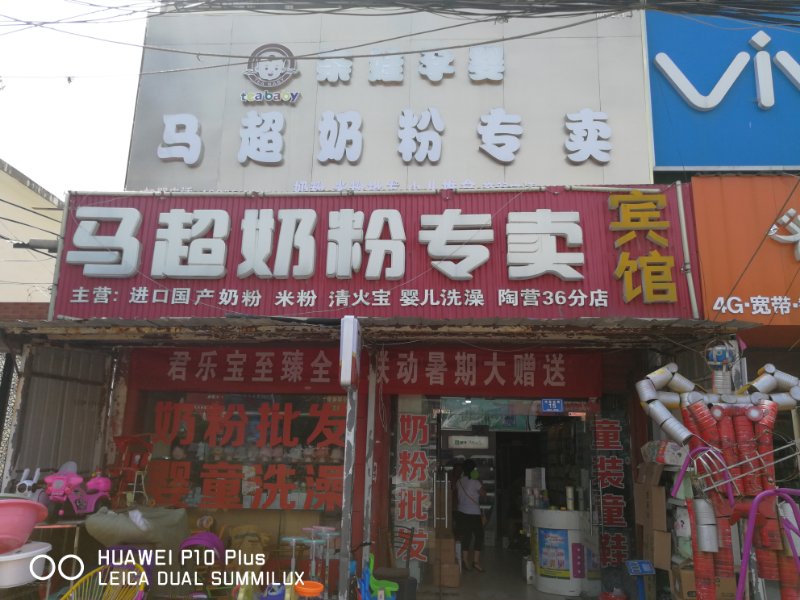 teababy
马超奶粉专卖
vivo
马超奶粉专卖
宾馆
主营: 进口国产奶粉 米粉 清火宝 婴儿洗澡 陶营36分店
4G·宽带·
君乐宝至臻全 联动暑期大赠送
奶粉批发
婴童洗澡
奶粉批发
童装童鞋
HUAWEI P10 Plus
LEICA DUAL SUMMILUX